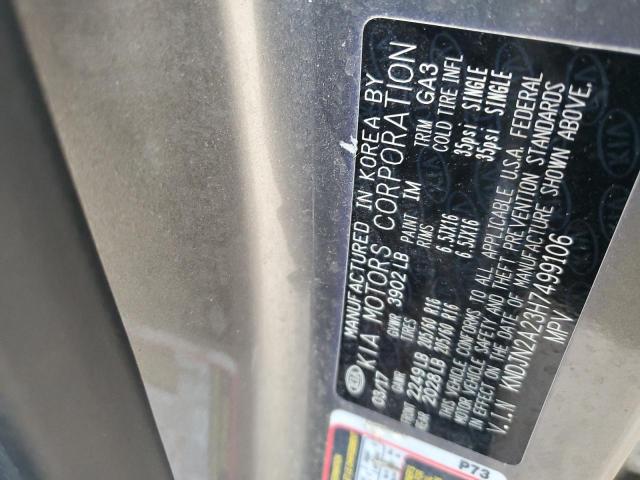 KIA MANUFACTURED IN KOREA BY
KIA MOTORS CORPORATION
03/17 GVWR 3902 LB PAINT IM TRIM GA3
GAWR TIRES RIMS COLD TIRE INFL
FRONT 2249 LB 205/60 R16 6.5JX16 35psi SINGLE
REAR 2028 LB 205/60 R16 6.5JX16 35psi SINGLE
THIS VEHICLE CONFORMS TO ALL APPLICABLE U.S.A. FEDERAL
MOTOR VEHICLE SAFETY AND THEFT PREVENTION STANDARDS
IN EFFECT ON THE DATE OF MANUFACTURE SHOWN ABOVE.
V.I.N KNDJN2A23H7499106
MPV
P73